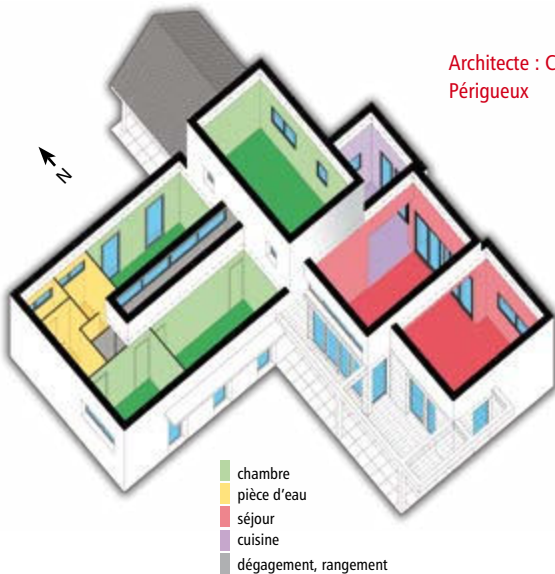 Architecte : C
Périgueux
N
chambre
pièce d'eau
séjour
cuisine
dégagement, rangement